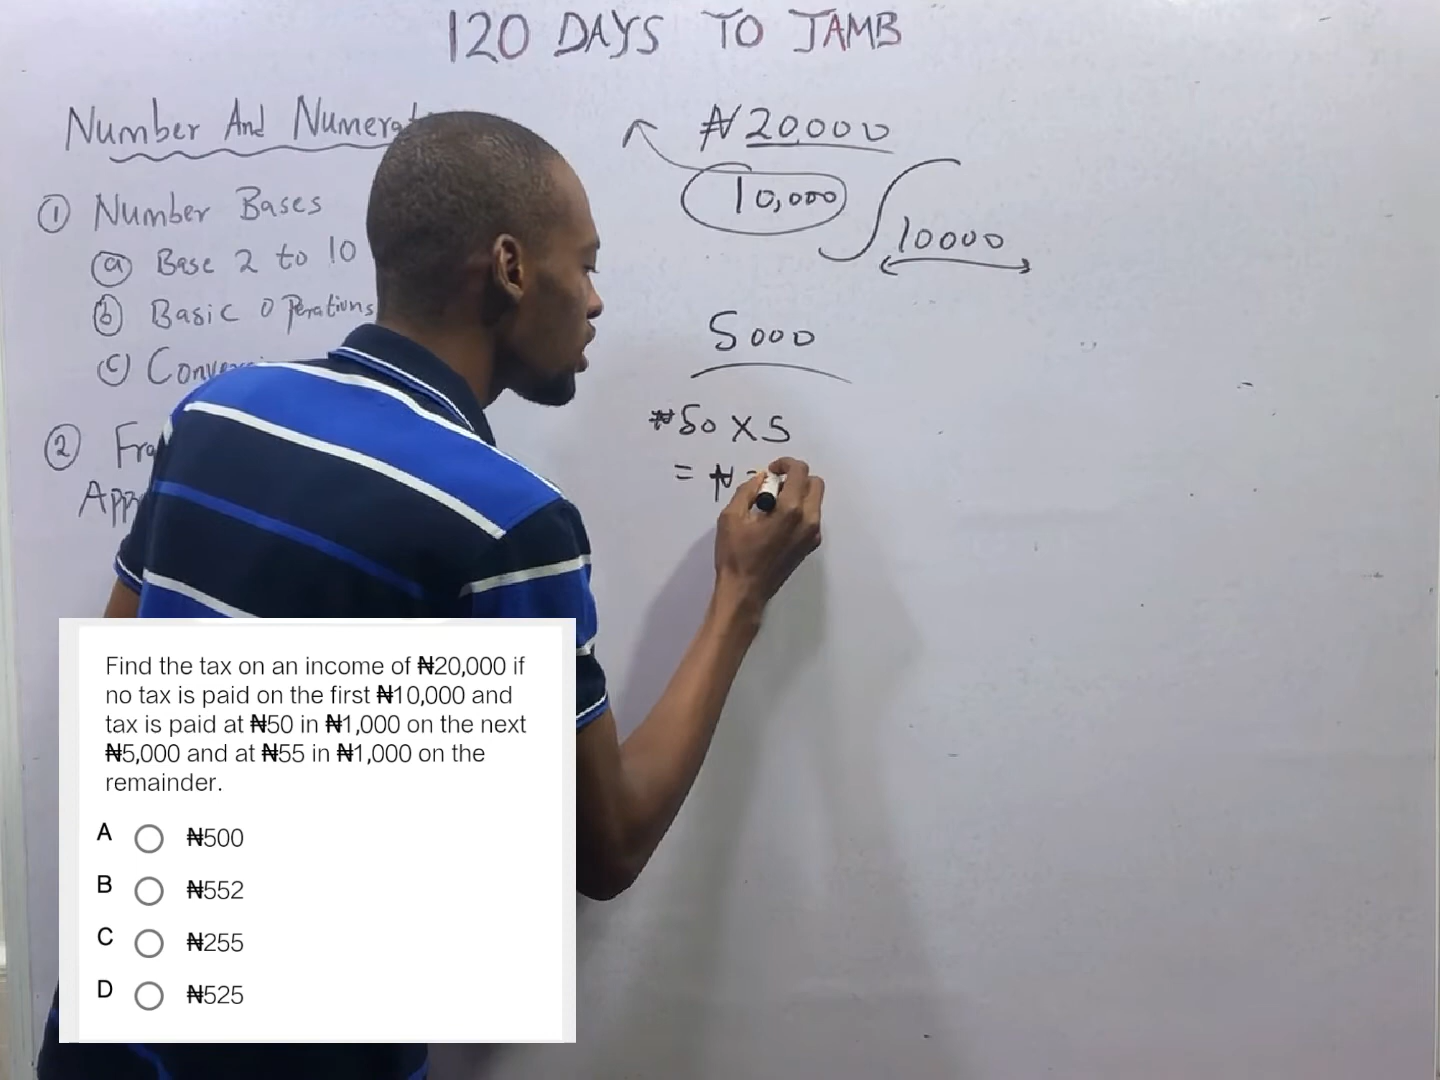 120 DAYS TO JAMB
Number And
① Number Bases
ⓐ Base 2 to 10
ⓑ Basic Operations
ⓒ
②
₦20,000
10,000
10000
5000
₦50 X 5
= ₦
Find the tax on an income of ₦20,000 if
no tax is paid on the first ₦10,000 and
tax is paid at ₦50 in ₦1,000 on the next
₦5,000 and at ₦55 in ₦1,000 on the
remainder.
A ₦500
B ₦552
C ₦255
D ₦525